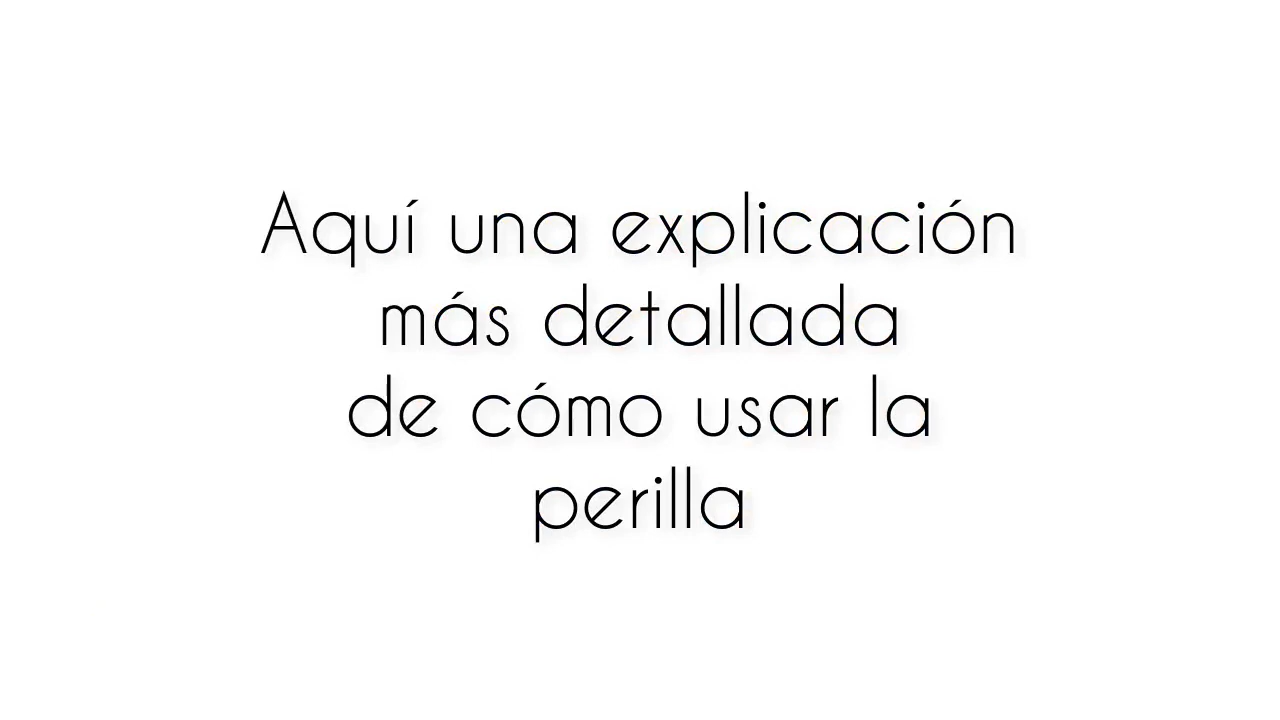 Aquí una explicación
más detallada
de cómo usar la
perilla